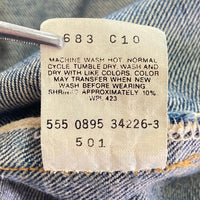 683 C10
MACHINE WASH HOT. NORMAL
CYCLE. TUMBLE DRY. WASH AND
DRY WITH LIKE COLORS. COLOR
MAY TRANSFER WHEN NEW
WASH BEFORE WEARING
SHRINKS APPROXIMATELY 10%
WPL 423
555 0895 34226-3
501